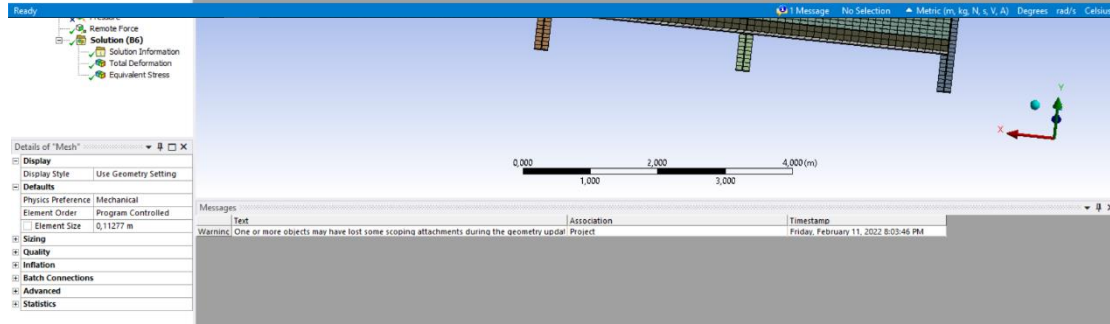 Ready
1 Message No Selection Metric (m, kg, N, s, V, A) Degrees rad/s Celsius
Pressure
Remote Force
Solution (B6)
Solution Information
Total Deformation
Equivalent Stress
Y
X
0,000 2,000 4,000 (m)
1,000 3,000
Details of "Mesh"
Display
Display Style Use Geometry Setting
Defaults
Physics Preference Mechanical
Element Order Program Controlled
Element Size 0,11277 m
Sizing
Quality
Inflation
Batch Connections
Advanced
Statistics
Messages
Text Association Timestamp
Warning One or more objects may have lost some scoping attachments during the geometry updat Project Friday, February 11, 2022 8:03:46 PM